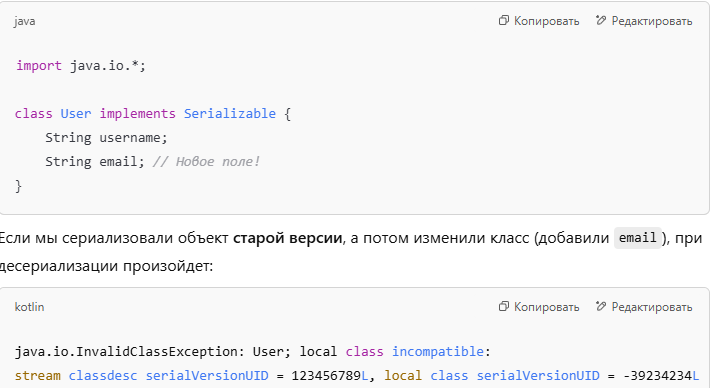 java Копировать Редактировать
import java.io.*;
class User implements Serializable {
    String username;
    String email; // Новое поле!
}
Если мы сериализовали объект старой версии, а потом изменили класс (добавили email), при
десериализации произойдет:
kotlin Копировать Редактировать
java.io.InvalidClassException: User; local class incompatible:
stream classdesc serialVersionUID = 123456789L, local class serialVersionUID = -39234234L